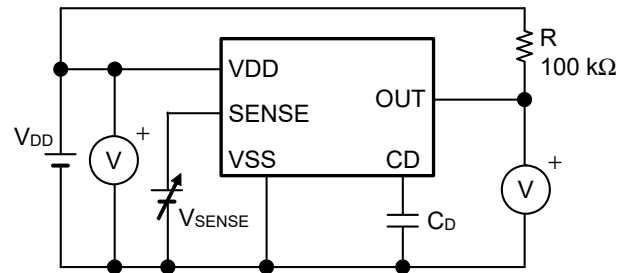 R
100 kΩ
VDD
OUT
SENSE
VDD
+
V
VSS
CD
+
V
VSENSE
CD